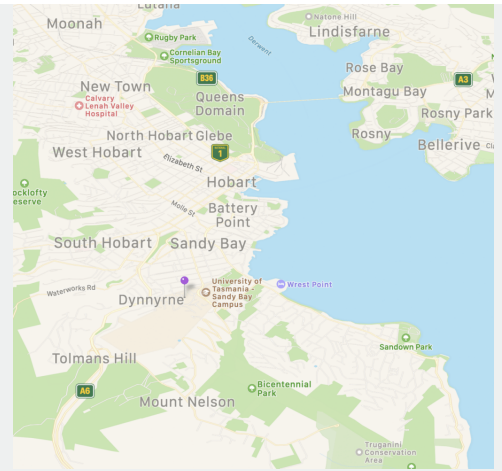 Lutana
Moonah
Natone Hill
Rugby Park
Lindisfarne
Derwent
Cornelian Bay
Sportsground
Rose Bay
B36
A3
New Town
Montagu Bay
Calvary -
Lenah Valley
Hospital
Queens
Domain
Rosny Park
North Hobart
Glebe
Rosny
1
Bellerive
West Hobart
Elizabeth St
ocklofty
eserve
Hobart
Molle St
Battery
Point
South Hobart
Sandy Bay
Waterworks Rd
University of
Tasmania -
Sandy Bay
Campus
Wrest Point
Dynnyrne
Sandown Park
Tolmans Hill
A6
Bicentennial
Park
Mount Nelson
Truganini
Conservation
Area